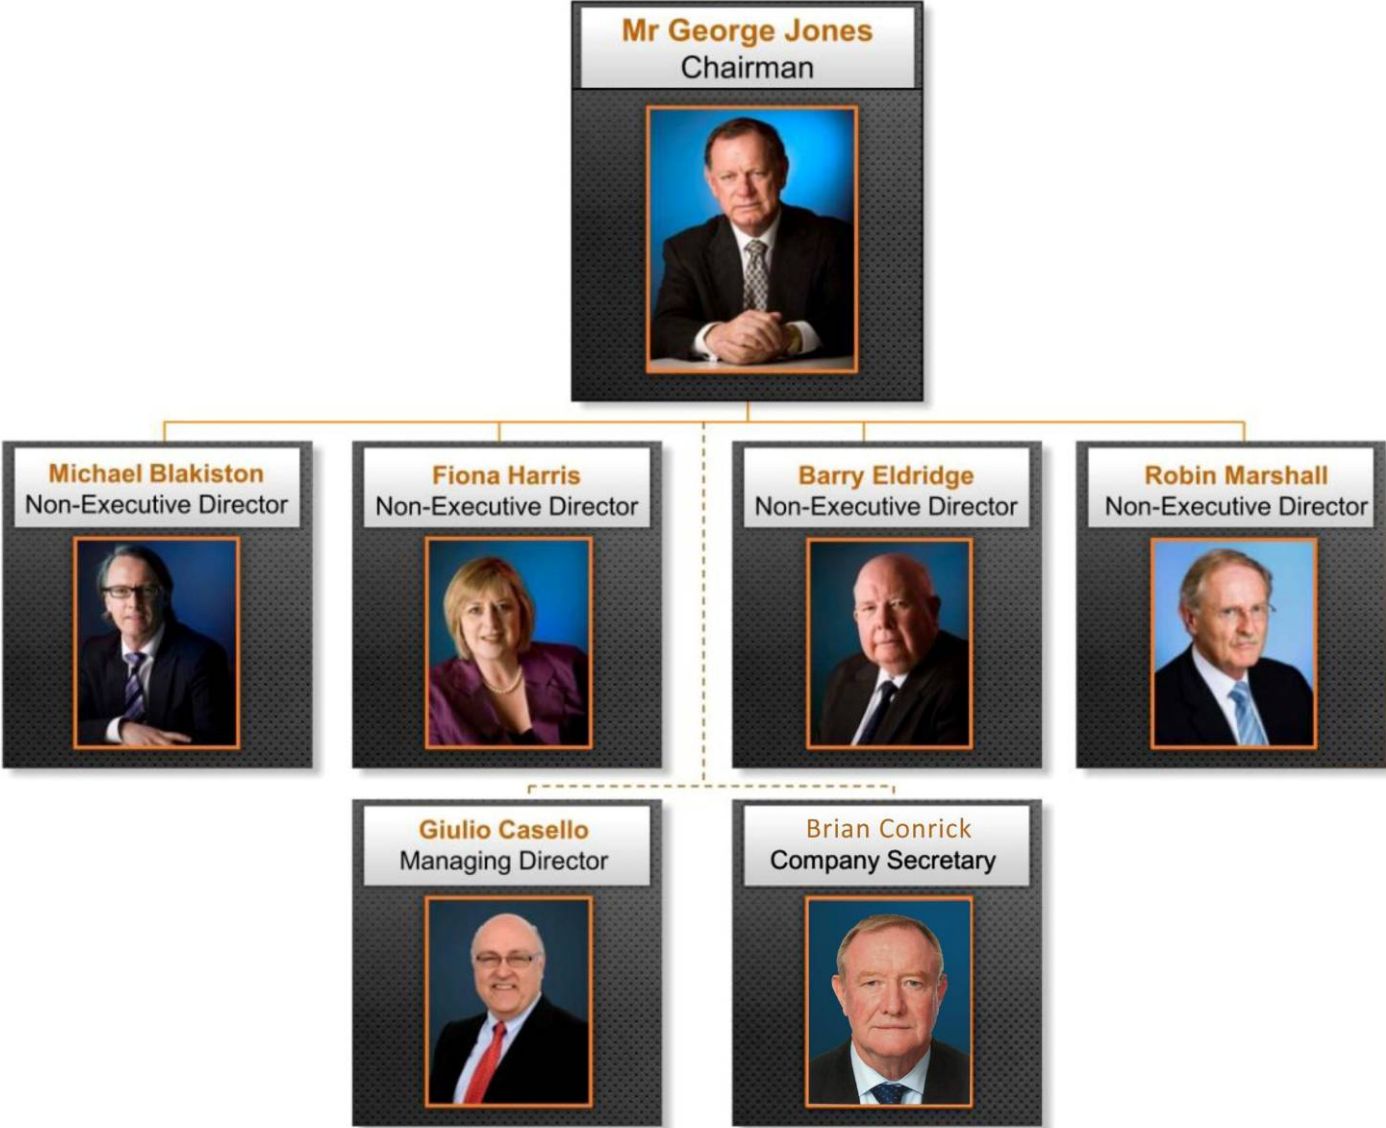 Mr George Jones
Chairman
Michael Blakiston
Non-Executive Director
Fiona Harris
Non-Executive Director
Barry Eldridge
Non-Executive Director
Robin Marshall
Non-Executive Director
Giulio Casello
Managing Director
Brian Conrick
Company Secretary